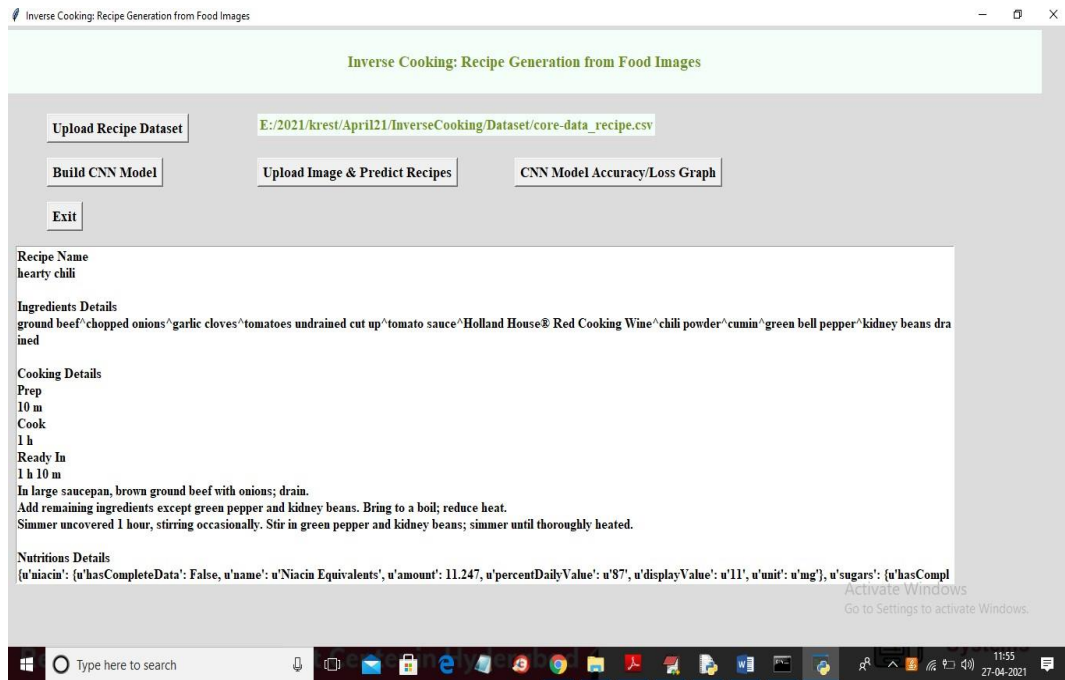 Inverse Cooking: Recipe Generation from Food Images
Inverse Cooking: Recipe Generation from Food Images
Upload Recipe Dataset
E:/2021/krest/April21/InverseCooking/Dataset/core-data_recipe.csv
Build CNN Model
Upload Image & Predict Recipes
CNN Model Accuracy/Loss Graph
Exit
Recipe Name
hearty chili
Ingredients Details
ground beef^chopped onions^garlic cloves^tomatoes undrained cut up^tomato sauce^Holland House® Red Cooking Wine^chili powder^cumin^green bell pepper^kidney beans dra
ined
Cooking Details
Prep
10 m
Cook
1 h
Ready In
1 h 10 m
In large saucepan, brown ground beef with onions; drain.
Add remaining ingredients except green pepper and kidney beans. Bring to a boil; reduce heat.
Simmer uncovered 1 hour, stirring occasionally. Stir in green pepper and kidney beans; simmer until thoroughly heated.
Nutritions Details
{u'niacin': {u'hasCompleteData': False, u'name': u'Niacin Equivalents', u'amount': 11.247, u'percentDailyValue': u'87', u'displayValue': u'11', u'unit': u'mg'}, u'sugars': {u'hasCompl
Activate Windows
Go to Settings to activate Windows.
Systems
Type here to search
11:55
27-04-2021